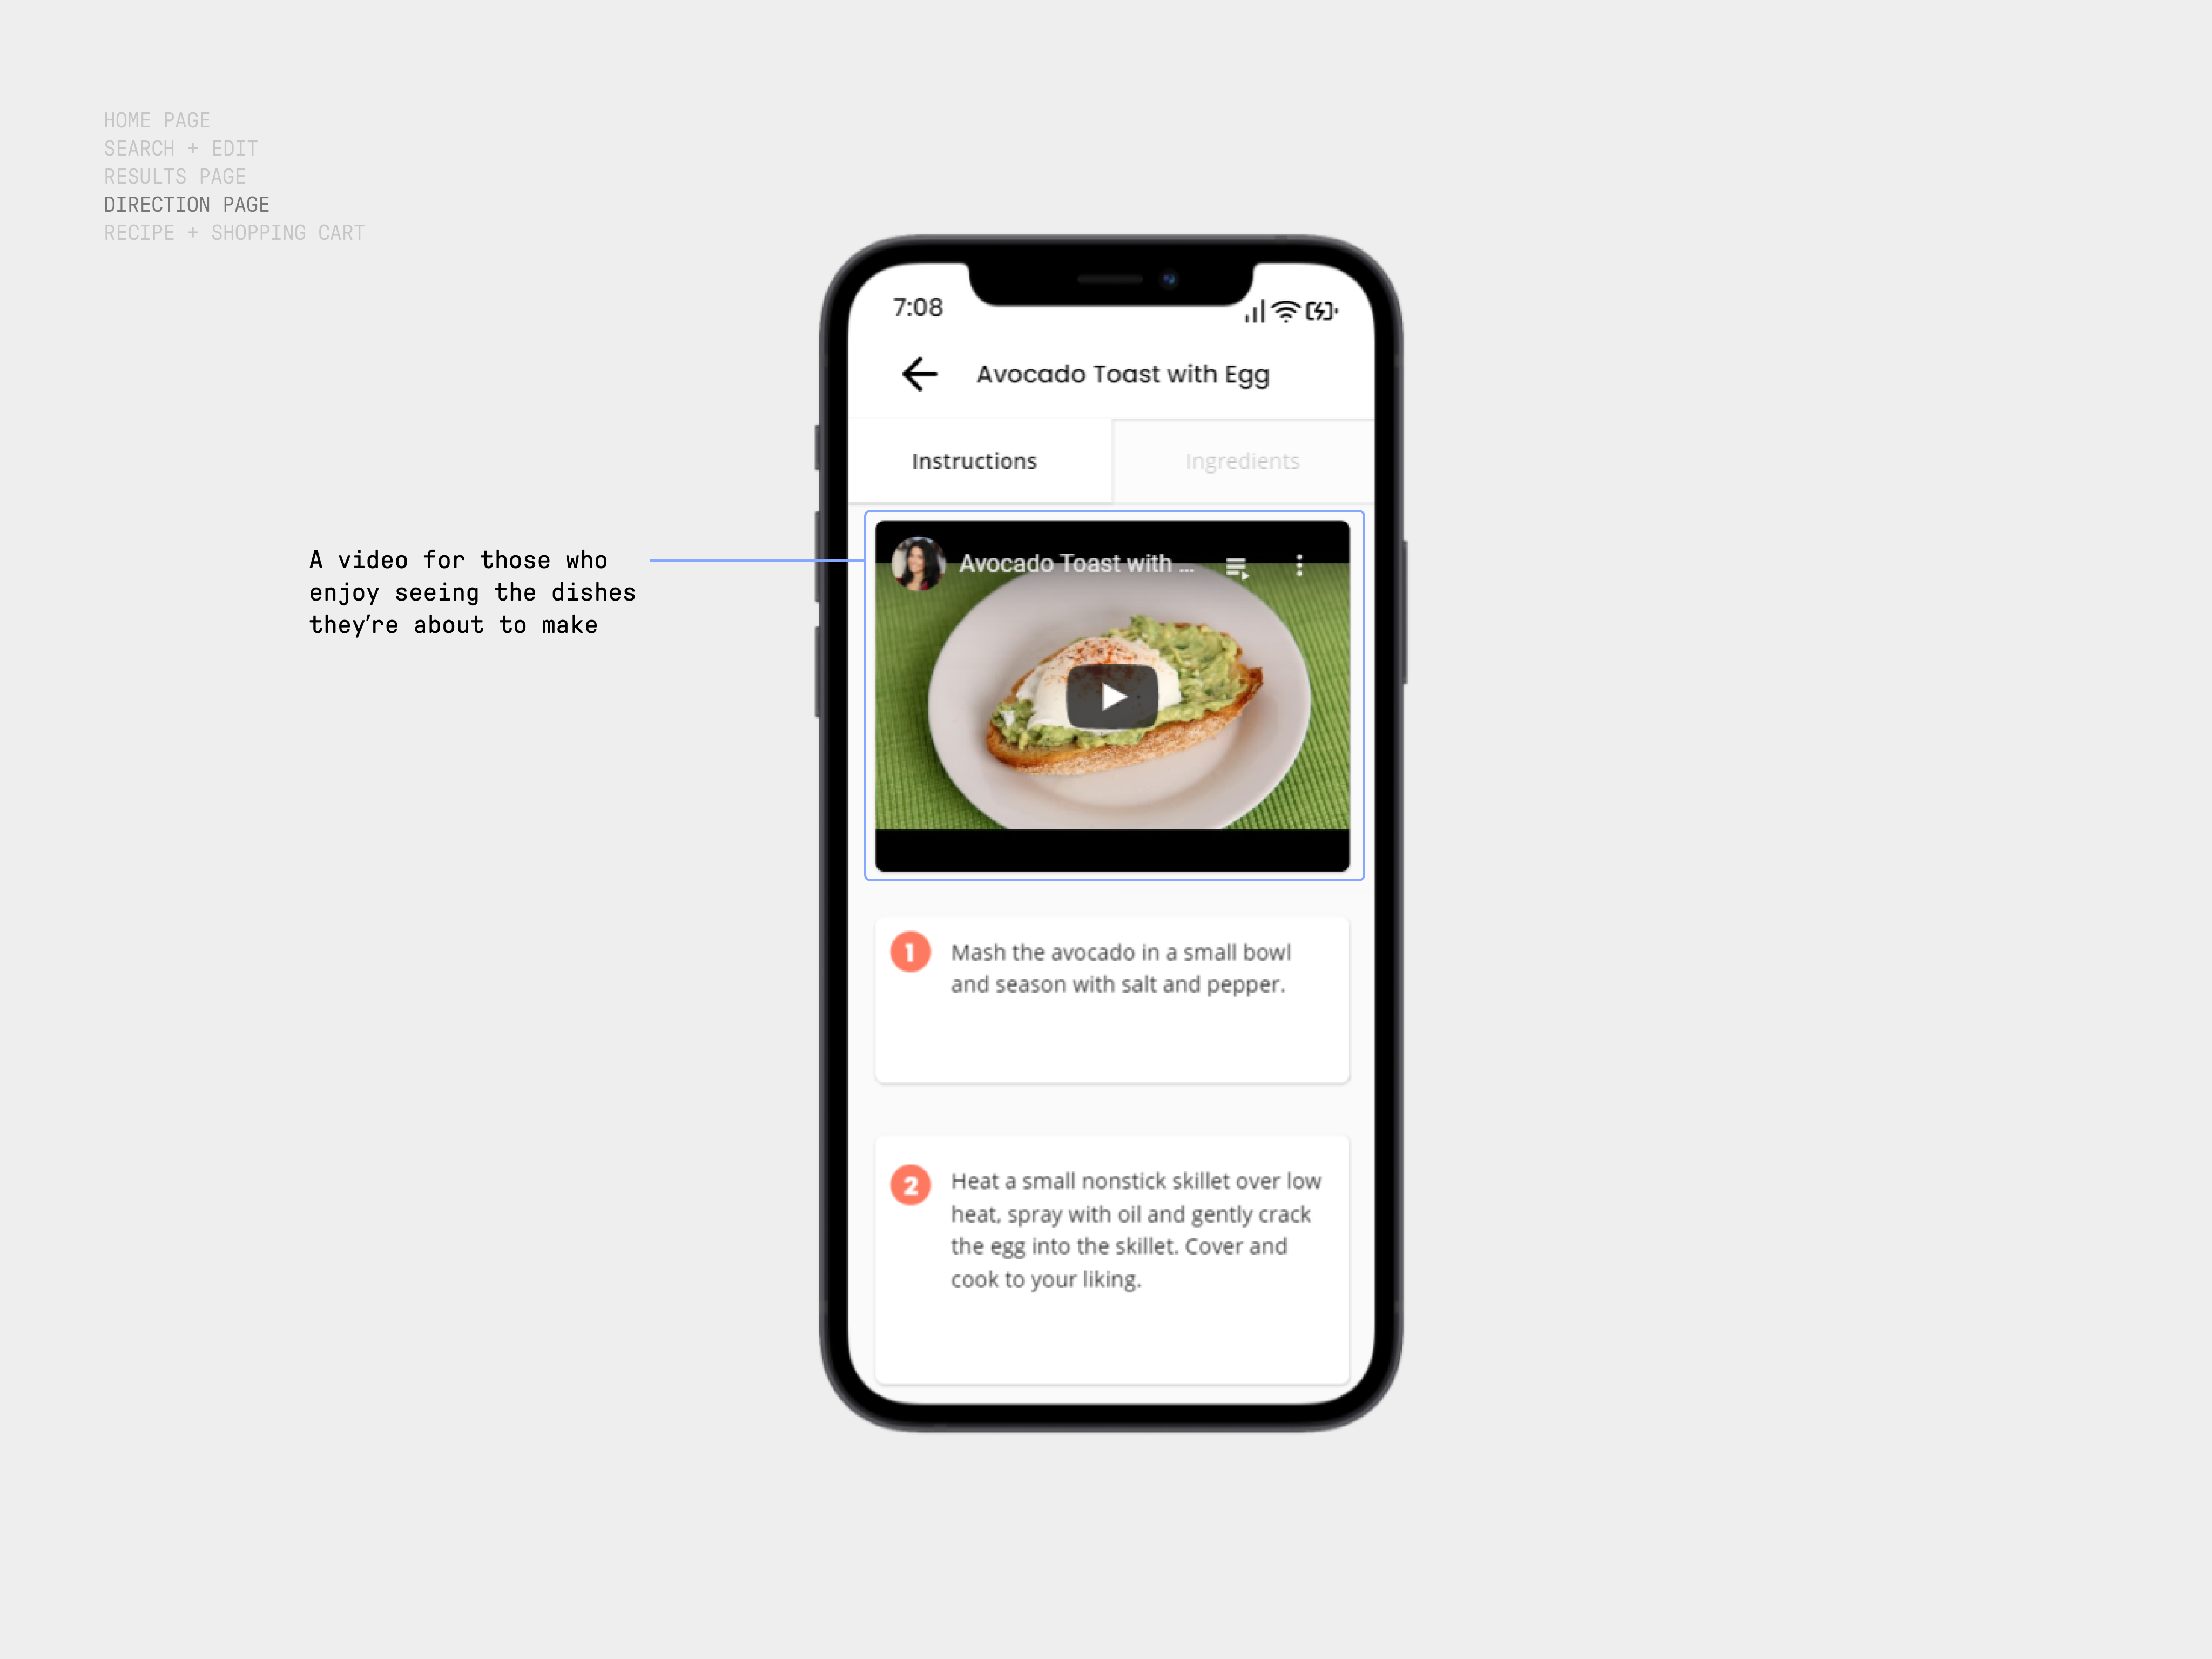 HOME PAGE
SEARCH + EDIT
RESULTS PAGE
DIRECTION PAGE
RECIPE + SHOPPING CART
A video for those who
enjoy seeing the dishes
they're about to make
7:08
Avocado Toast with Egg
Instructions
Ingredients
Avocado Toast with ...
1
Mash the avocado in a small bowl
and season with salt and pepper.
2
Heat a small nonstick skillet over low
heat, spray with oil and gently crack
the egg into the skillet. Cover and
cook to your liking.